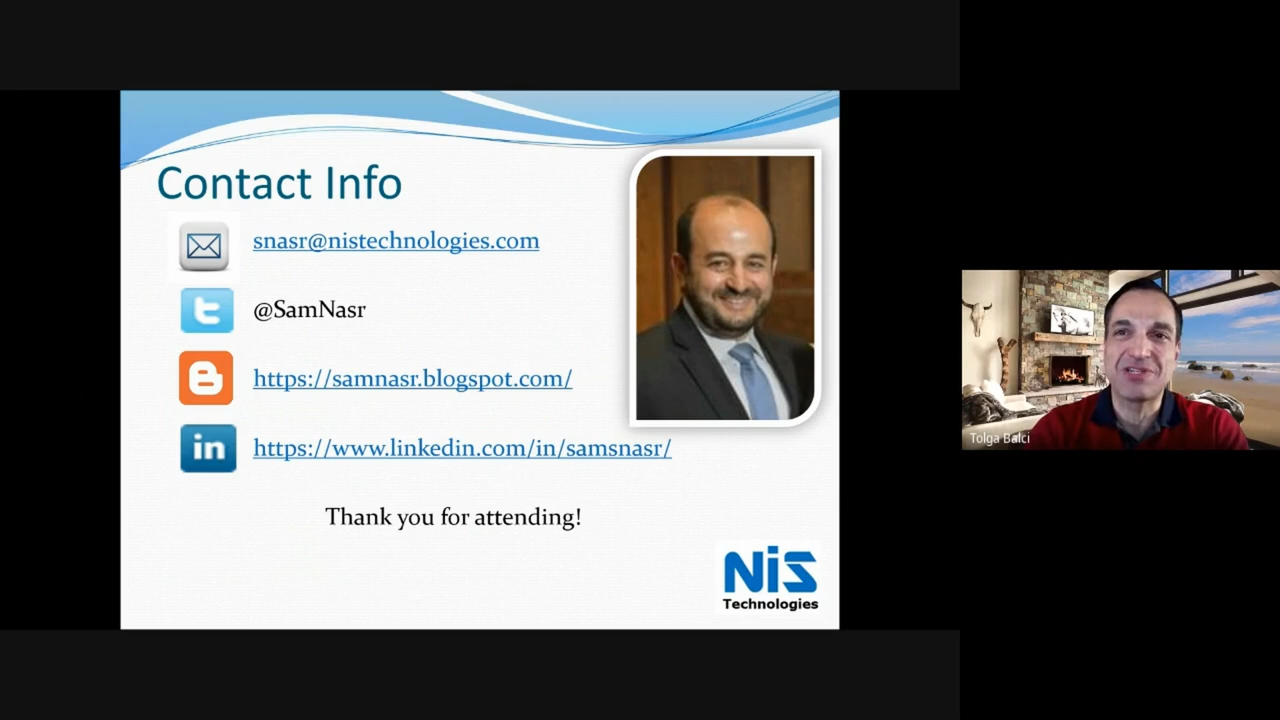 Contact Info
snasr@nistechnologies.com
@SamNasr
https://samnasr.blogspot.com/
in
https://www.linkedin.com/in/samsnasr/
Thank you for attending!
NiS
Technologies
Tolga Balci